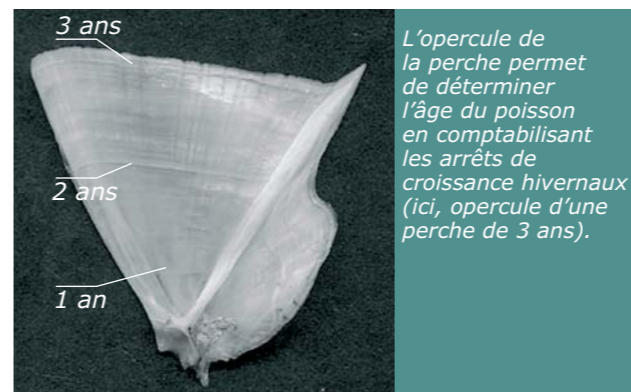 3 ans
2 ans
1 an
L'opercule de
la perche permet
de déterminer
l'âge du poisson
en comptabilisant
les arrêts de
croissance hivernaux
(ici, opercule d'une
perche de 3 ans).